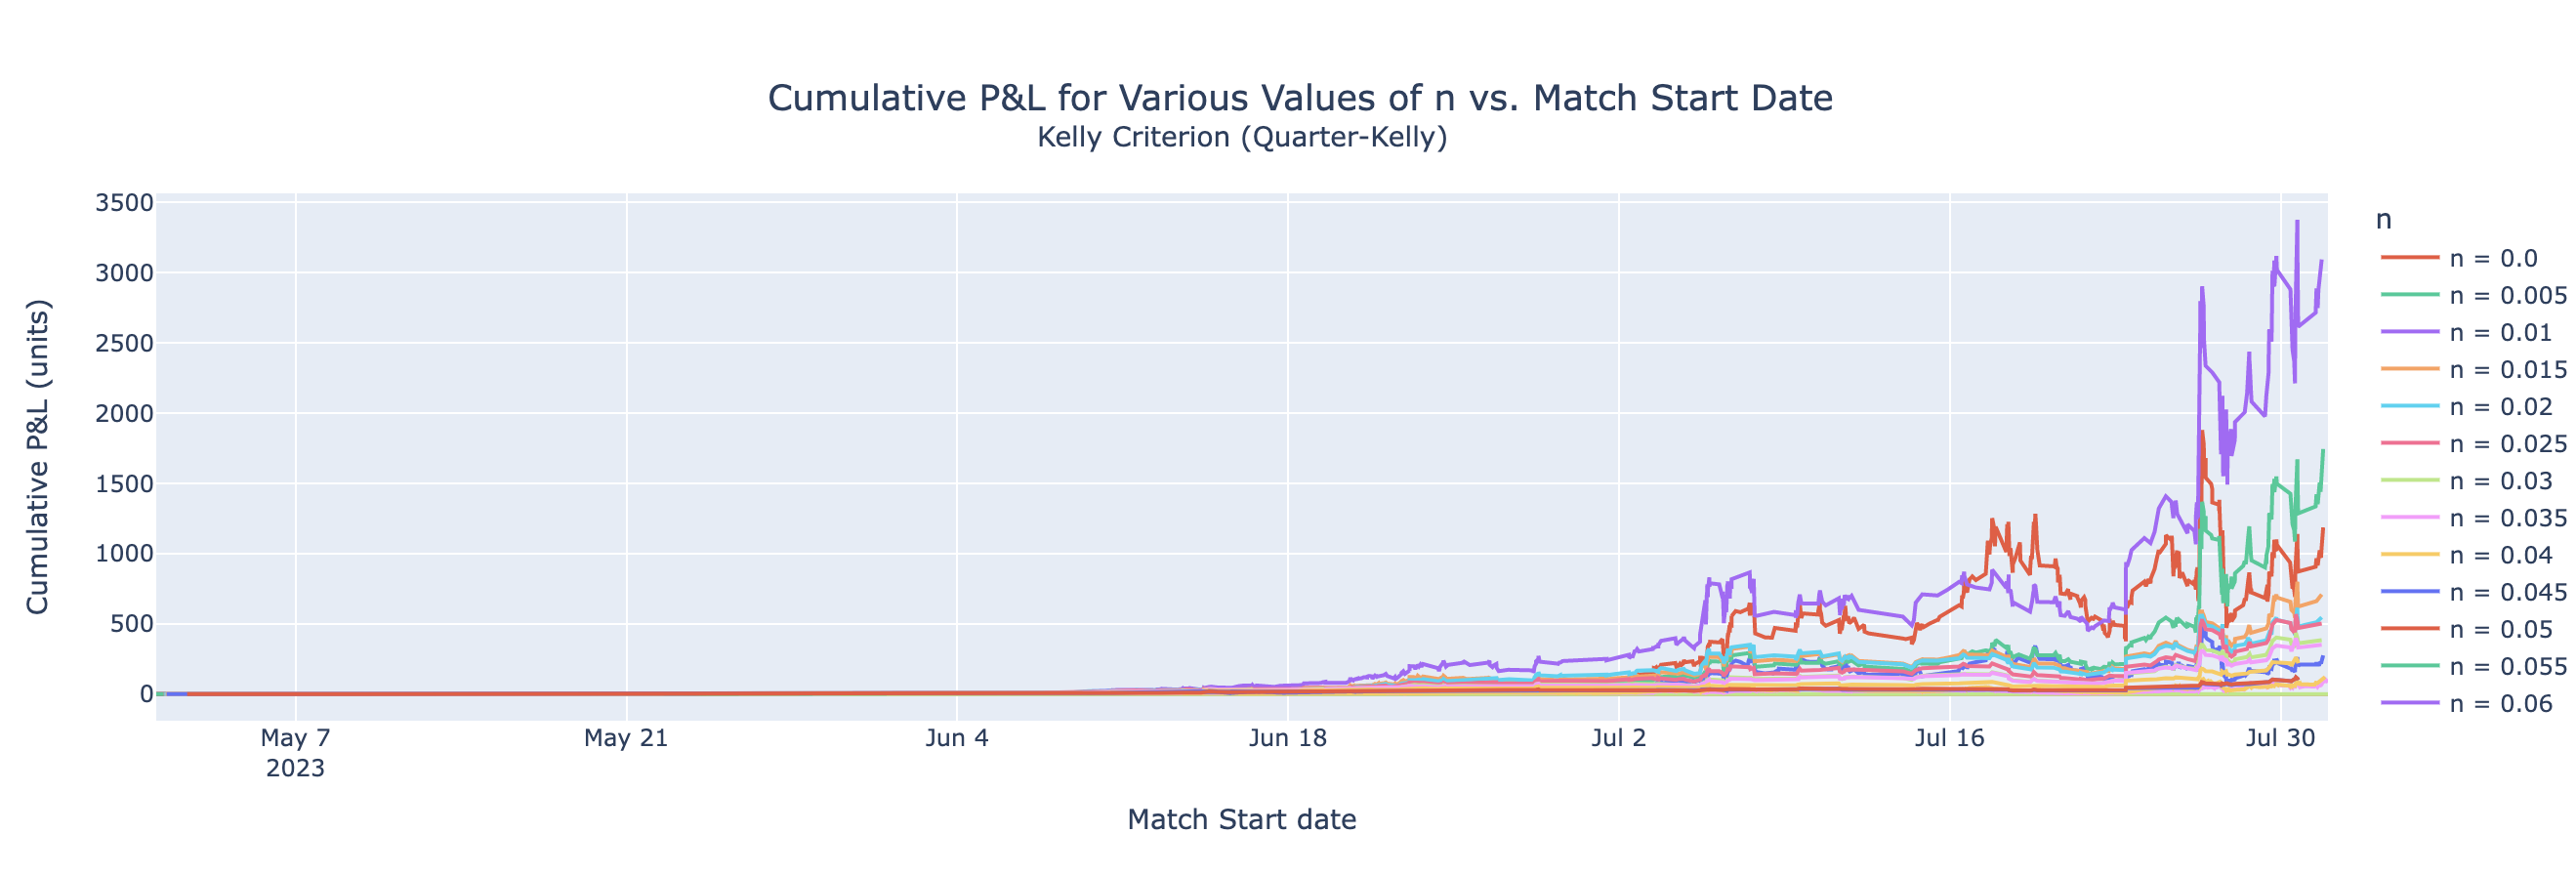 Cumulative P&L for Various Values of n vs. Match Start Date
Kelly Criterion (Quarter-Kelly)
Cumulative P&L (units)
3500
3000
2500
2000
1500
1000
500
0
May 7
2023
May 21
Jun 4
Jun 18
Jul 2
Jul 16
Jul 30
Match Start date
n
n = 0.0
n = 0.005
n = 0.01
n = 0.015
n = 0.02
n = 0.025
n = 0.03
n = 0.035
n = 0.04
n = 0.045
n = 0.05
n = 0.055
n = 0.06